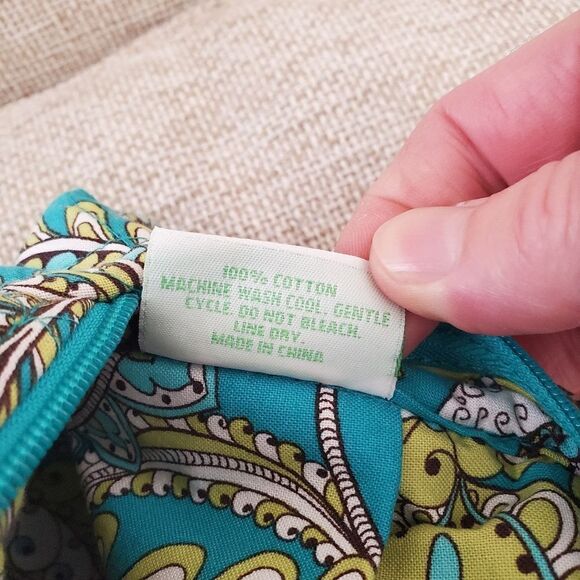 100% COTTON
MACHINE WASH COOL, GENTLE
CYCLE. DO NOT BLEACH.
LINE DRY.
MADE IN CHINA